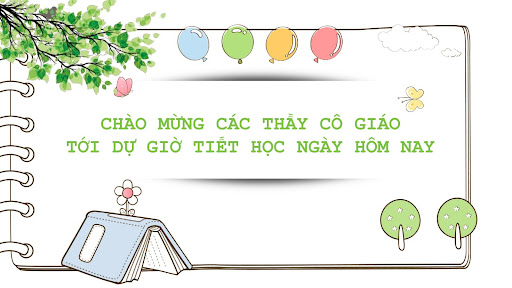 CHÀO MỪNG CÁC THẦY CÔ GIÁO
TỚI DỰ GIỜ TIẾT HỌC NGÀY HÔM NAY